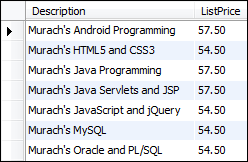 Description ListPrice
Murach's Android Programming 57.50
Murach's HTML5 and CSS3 54.50
Murach's Java Programming 57.50
Murach's Java Servlets and JSP 57.50
Murach's JavaScript and jQuery 54.50
Murach's MySQL 54.50
Murach's Oracle and PL/SQL 54.50